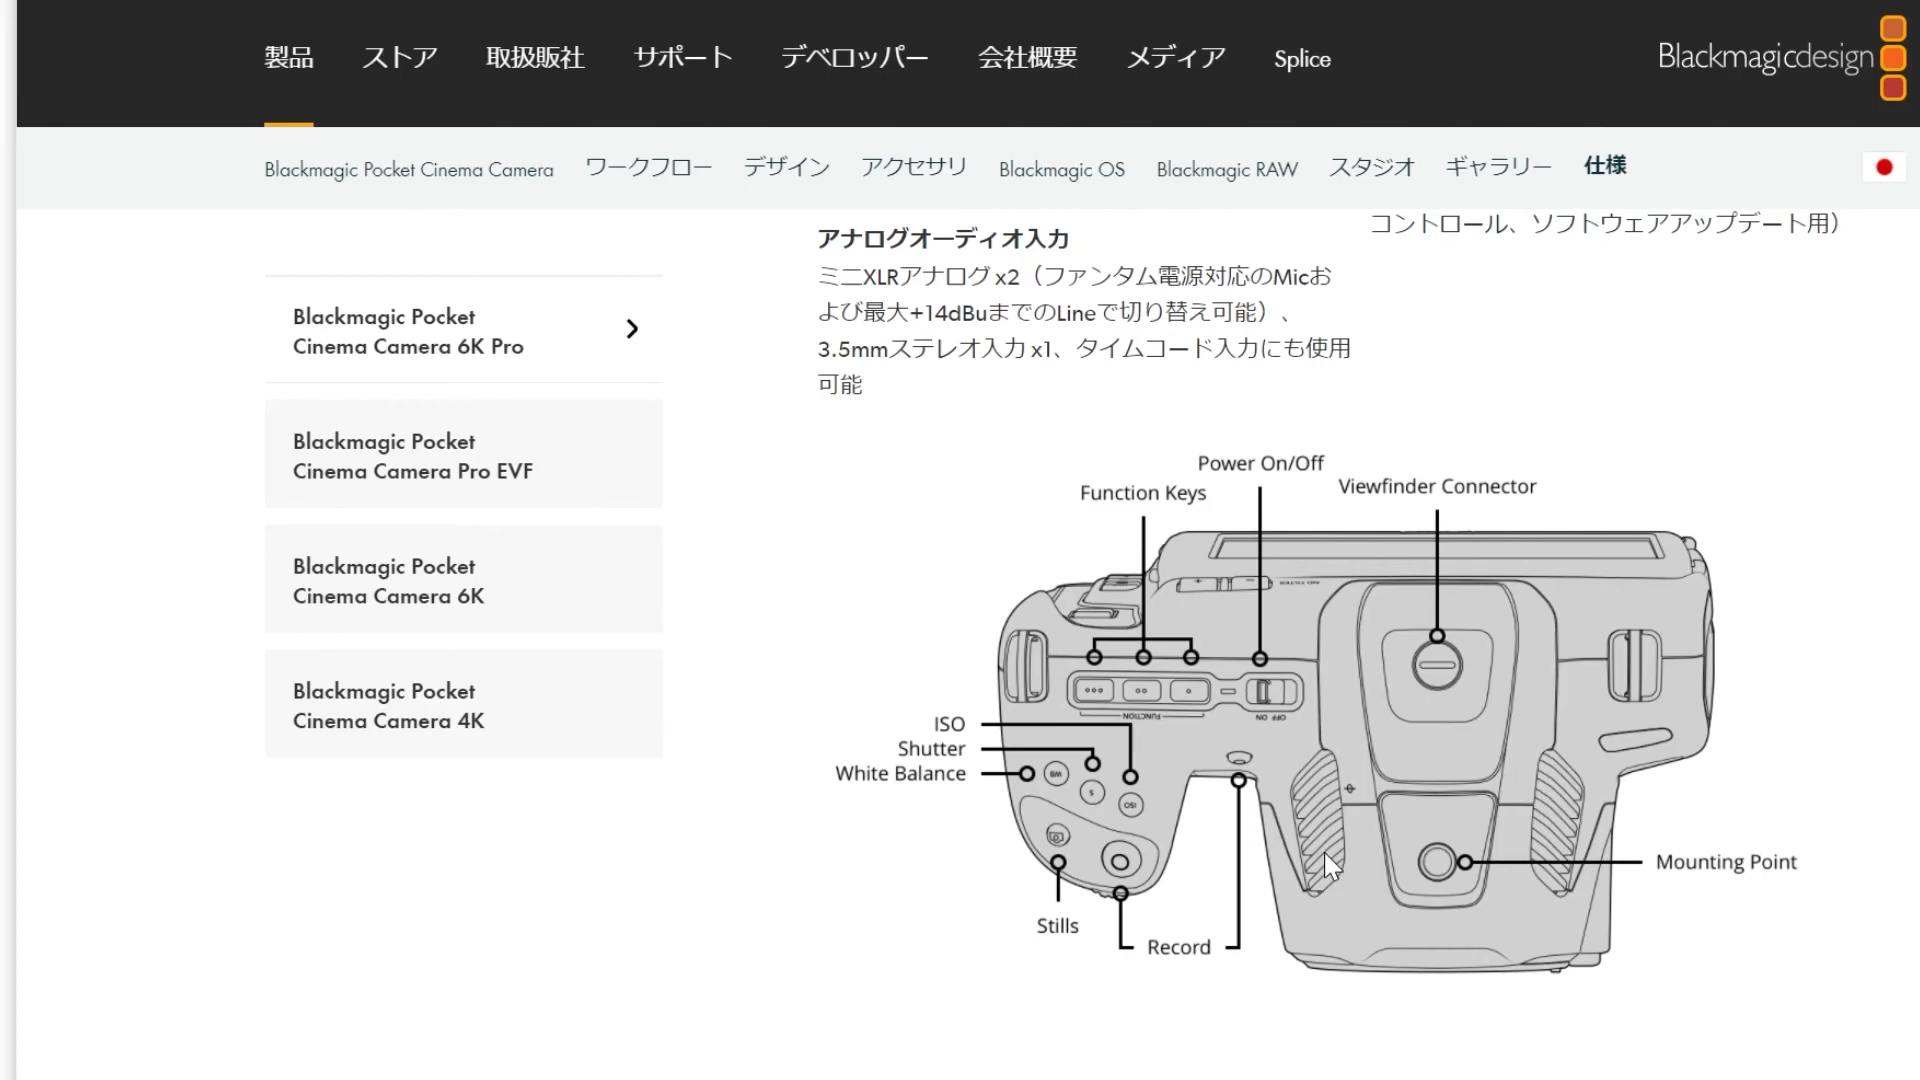 製品 ストア 取扱販社 サポート デベロッパー 会社概要 メディア Splice
Blackmagicdesign
Blackmagic Pocket Cinema Camera ワークフロー デザイン アクセサリ Blackmagic OS Blackmagic RAW スタジオ ギャラリー 仕様
Blackmagic Pocket
Cinema Camera 6K Pro
Blackmagic Pocket
Cinema Camera Pro EVF
Blackmagic Pocket
Cinema Camera 6K
Blackmagic Pocket
Cinema Camera 4K
アナログオーディオ入力
ミニXLRアナログ x2（ファンタム電源対応のMicお
よび最大+14dBuまでのLineで切り替え可能）、
3.5mmステレオ入力 x1、タイムコード入力にも使用
可能
コントロール、ソフトウェアアップデート用）
Power On/Off
Function Keys
Viewfinder Connector
ND FILTER
FUNCTION
OFF ON
ISO
Shutter
White Balance
WB
S
ISO
Mounting Point
Stills
Record